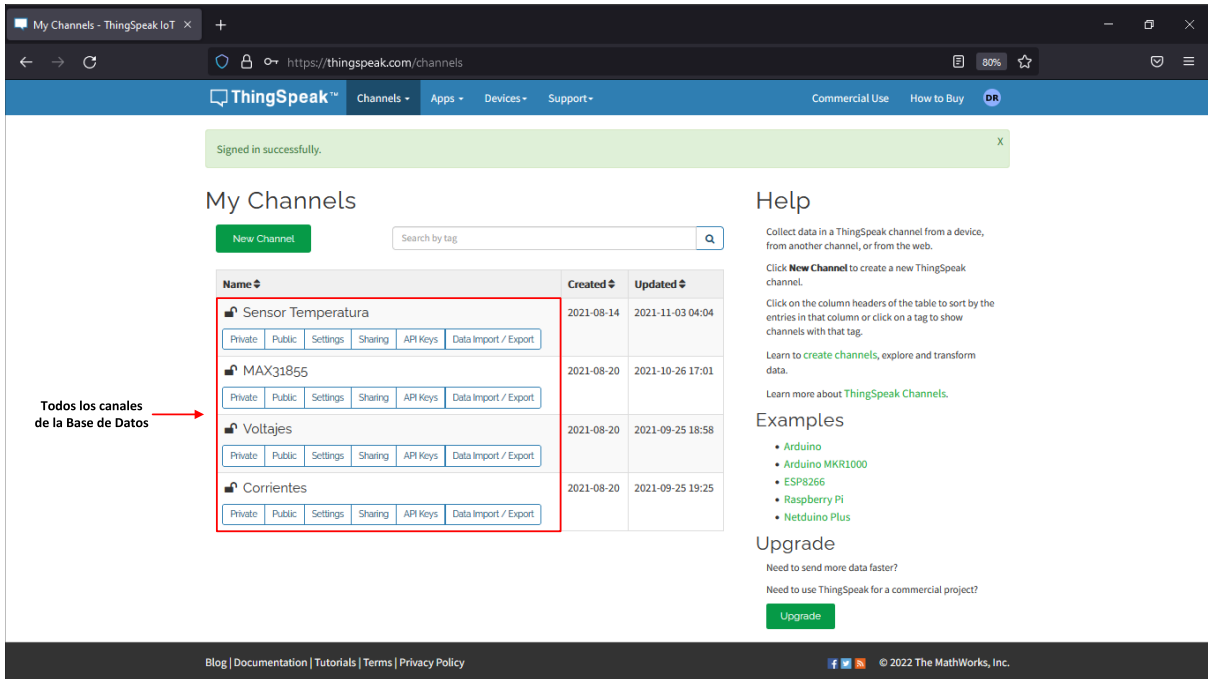 My Channels - ThingSpeak IoT
https://thingspeak.com/channels
80%
ThingSpeak™ Channels Apps Devices Support Commercial Use How to Buy DR
Signed in successfully. X
My Channels
New Channel Search by tag
Name Created Updated
Sensor Temperatura 2021-08-14 2021-11-03 04:04
Private Public Settings Sharing API Keys Data Import / Export
MAX31855 2021-08-20 2021-10-26 17:01
Private Public Settings Sharing API Keys Data Import / Export
Voltajes 2021-08-20 2021-09-25 18:58
Private Public Settings Sharing API Keys Data Import / Export
Corrientes 2021-08-20 2021-09-25 19:25
Private Public Settings Sharing API Keys Data Import / Export
Todos los canales
de la Base de Datos
Help
Collect data in a ThingSpeak channel from a device,
from another channel, or from the web.
Click New Channel to create a new ThingSpeak
channel.
Click on the column headers of the table to sort by the
entries in that column or click on a tag to show
channels with that tag.
Learn to create channels, explore and transform
data.
Learn more about ThingSpeak Channels.
Examples
• Arduino
• Arduino MKR1000
• ESP8266
• Raspberry Pi
• Netduino Plus
Upgrade
Need to send more data faster?
Need to use ThingSpeak for a commercial project?
Upgrade
Blog | Documentation | Tutorials | Terms | Privacy Policy
© 2022 The MathWorks, Inc.